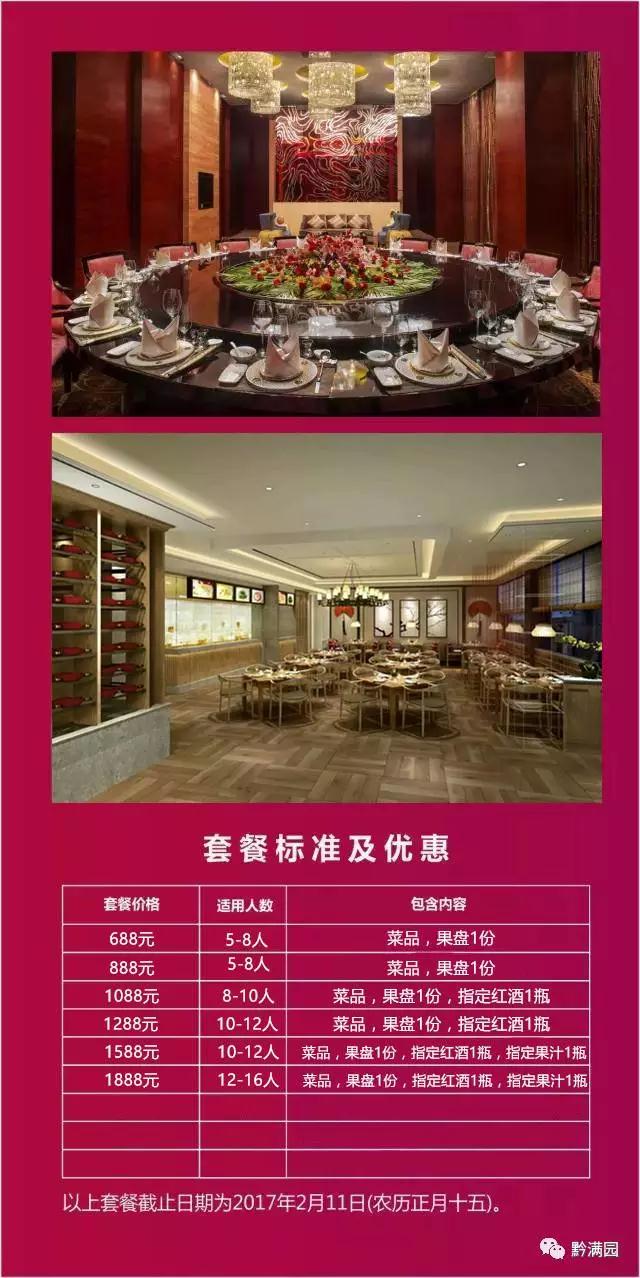 套餐标准及优惠
套餐价格 适用人数 包含内容
688元 5-8人 菜品，果盘1份
888元 5-8人 菜品，果盘1份
1088元 8-10人 菜品，果盘1份，指定红酒1瓶
1288元 10-12人 菜品，果盘1份，指定红酒1瓶
1588元 10-12人 菜品，果盘1份，指定红酒1瓶，指定果汁1瓶
1888元 12-16人 菜品，果盘1份，指定红酒1瓶，指定果汁1瓶
以上套餐截止日期为2017年2月11日(农历正月十五)。
黔满园